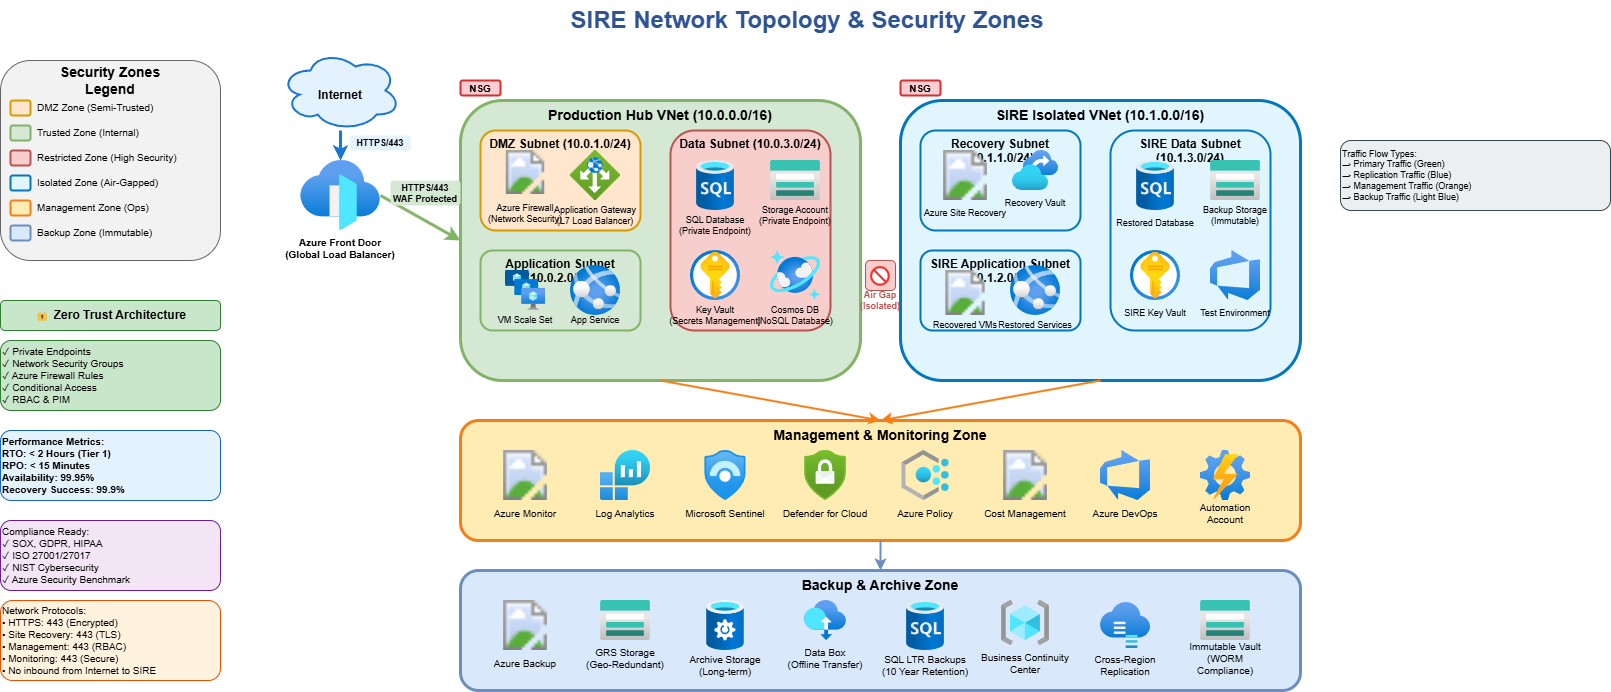 SIRE Network Topology & Security Zones
Security Zones
Legend
DMZ Zone (Semi-Trusted)
Trusted Zone (Internal)
Restricted Zone (High Security)
Isolated Zone (Air-Gapped)
Management Zone (Ops)
Backup Zone (Immutable)
Zero Trust Architecture
✓ Private Endpoints
✓ Network Security Groups
✓ Azure Firewall Rules
✓ Conditional Access
✓ RBAC & PIM
Performance Metrics:
RTO: < 2 Hours (Tier 1)
RPO: < 15 Minutes
Availability: 99.95%
Recovery Success: 99.9%
Compliance Ready:
✓ SOX, GDPR, HIPAA
✓ ISO 27001/27017
✓ NIST Cybersecurity
✓ Azure Security Benchmark
Network Protocols:
• HTTPS: 443 (Encrypted)
• Site Recovery: 443 (TLS)
• Management: 443 (RBAC)
• Monitoring: 443 (Secure)
• No inbound from Internet to SIRE
Internet
HTTPS/443
Azure Front Door
(Global Load Balancer)
HTTPS/443
WAF Protected
NSG
Production Hub VNet (10.0.0.0/16)
DMZ Subnet (10.0.1.0/24)
Azure Firewall
(Network Security)
Application Gateway
(L7 Load Balancer)
Application Subnet
10.0.2.0
VM Scale Set
App Service
Data Subnet (10.0.3.0/24)
SQL
SQL Database
(Private Endpoint)
Storage Account
(Private Endpoint)
Key Vault
(Secrets Management)
Cosmos DB
(NoSQL Database)
Air Gap
(Isolated)
NSG
SIRE Isolated VNet (10.1.0.0/16)
Recovery Subnet
0.1.1.0/24)
Azure Site Recovery
Recovery Vault
SIRE Application Subnet
0.1.2.0
Recovered VMs
Restored Services
SIRE Data Subnet
(10.1.3.0/24)
SQL
Restored Database
Backup Storage
(Immutable)
SIRE Key Vault
Test Environment
Traffic Flow Types:
→ Primary Traffic (Green)
→ Replication Traffic (Blue)
→ Management Traffic (Orange)
→ Backup Traffic (Light Blue)
Management & Monitoring Zone
Azure Monitor
Log Analytics
Microsoft Sentinel
Defender for Cloud
Azure Policy
Cost Management
Azure DevOps
Automation
Account
Backup & Archive Zone
Azure Backup
GRS Storage
(Geo-Redundant)
Archive Storage
(Long-term)
Data Box
(Offline Transfer)
SQL
SQL LTR Backups
(10 Year Retention)
Business Continuity
Center
Cross-Region
Replication
Immutable Vault
(WORM
Compliance)